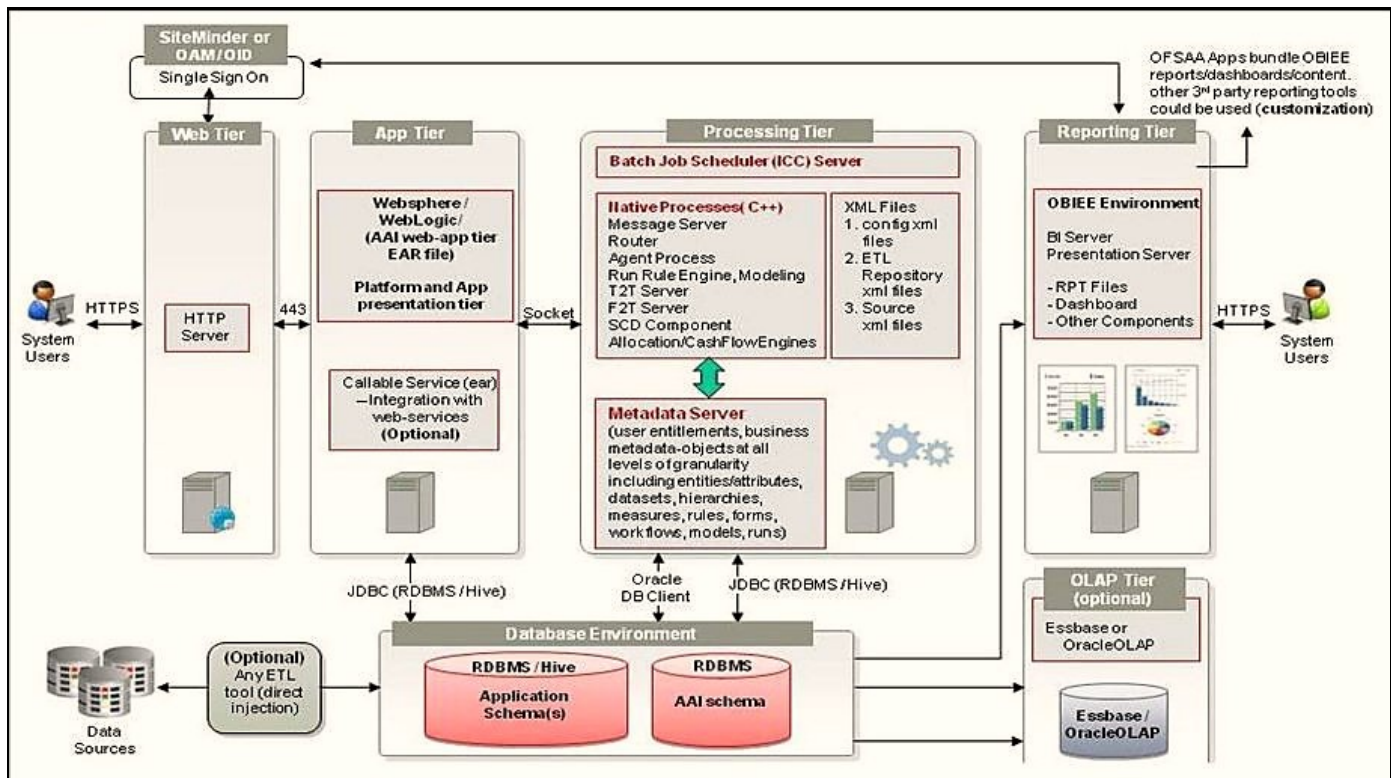 SiteMinder or
OAM/OID
Single Sign On
OFSAA Apps bundle OBIEE
reports/dashboards/content.
other 3rd party reporting tools
could be used (customization)
Web Tier
HTTP
Server
App Tier
Websphere /
WebLogic/
(AAI web-app tier
EAR file)
Platform and App
presentation tier
Callable Service (ear)
—Integration with
web-services
(Optional)
Processing Tier
Batch Job Scheduler (ICC) Server
Native Processes( C++)
Message Server
Router
Agent Process
Run Rule Engine, Modeling
T2T Server
F2T Server
SCD Component
Allocation/CashFlowEngines
XML Files
1. config xml
files
2. ETL
Repository
xml files
3. Source
xml files
Metadata Server
(user entitlements, business
metadata-objects at all
levels of granularity
including entities/attributes,
datasets, hierarchies,
measures, rules, forms,
workflows, models, runs)
Reporting Tier
OBIEE Environment
BI Server
Presentation Server
- RPT Files
- Dashboard
- Other Components
System
Users
HTTPS
443
Socket
HTTPS
System
Users
JDBC (RDBMS /Hive)
Oracle
DB Client
JDBC (RDBMS /Hive)
OLAP Tier
(optional)
Essbase or
OracleOLAP
Essbase /
OracleOLAP
Database Environment
RDBMS / Hive
Application
Schema(s)
RDBMS
AAI schema
(Optional)
Any ETL
tool (direct
injection)
Data
Sources